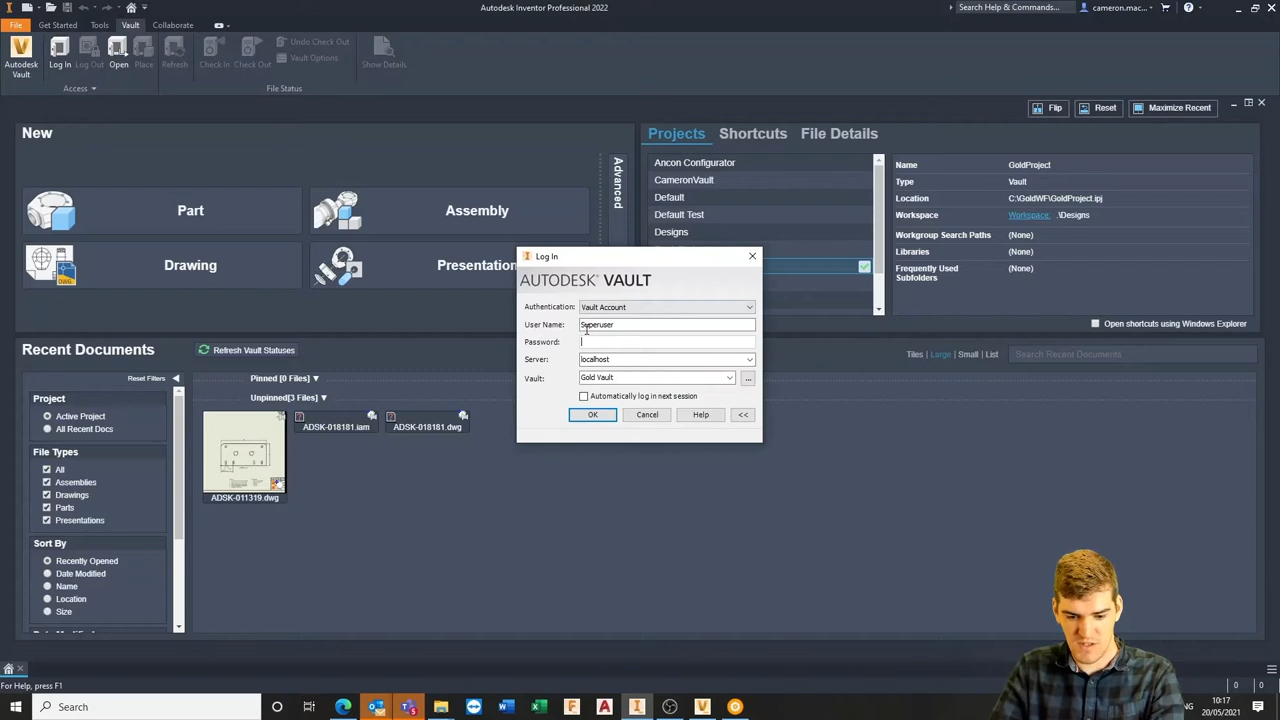 Autodesk Inventor Professional 2022
Search Help & Commands...
cameron.mac...
File
Get Started
Tools
Vault
Collaborate
Autodesk
Vault
Log In
Log Out
Open
Place
Refresh
Check In
Check Out
Undo Check Out
Vault Options
Show Details
Access
File Status
Flip
Reset
Maximize Recent
New
Part
Assembly
Drawing
Presentation
Advanced
Projects
Shortcuts
File Details
Ancon Configurator
CameronVault
Default
Default Test
Designs
Name
GoldProject
Type
Vault
Location
C:\GoldWF\GoldProject.ipj
Workspace
Workspace. .\Designs
Workgroup Search Paths
(None)
Libraries
(None)
Frequently Used
Subfolders
(None)
Open shortcuts using Windows Explorer
Log In
AUTODESK® VAULT
Authentication:
Vault Account
User Name:
Superuser
Password:
Server:
localhost
Vault:
Gold Vault
...
Automatically log in next session
OK
Cancel
Help
<<
Recent Documents
Refresh Vault Statuses
Tiles | Large | Small | List
Search Recent Documents
Reset Filters
Project
Active Project
All Recent Docs
File Types
All
Assemblies
Drawings
Parts
Presentations
Sort By
Recently Opened
Date Modified
Name
Location
Size
Pinned [0 Files]
Unpinned[3 Files]
ADSK-011319.dwg
ADSK-018181.iam
ADSK-018181.dwg
For Help, press F1
0
0
Search
10:17
20/05/2021